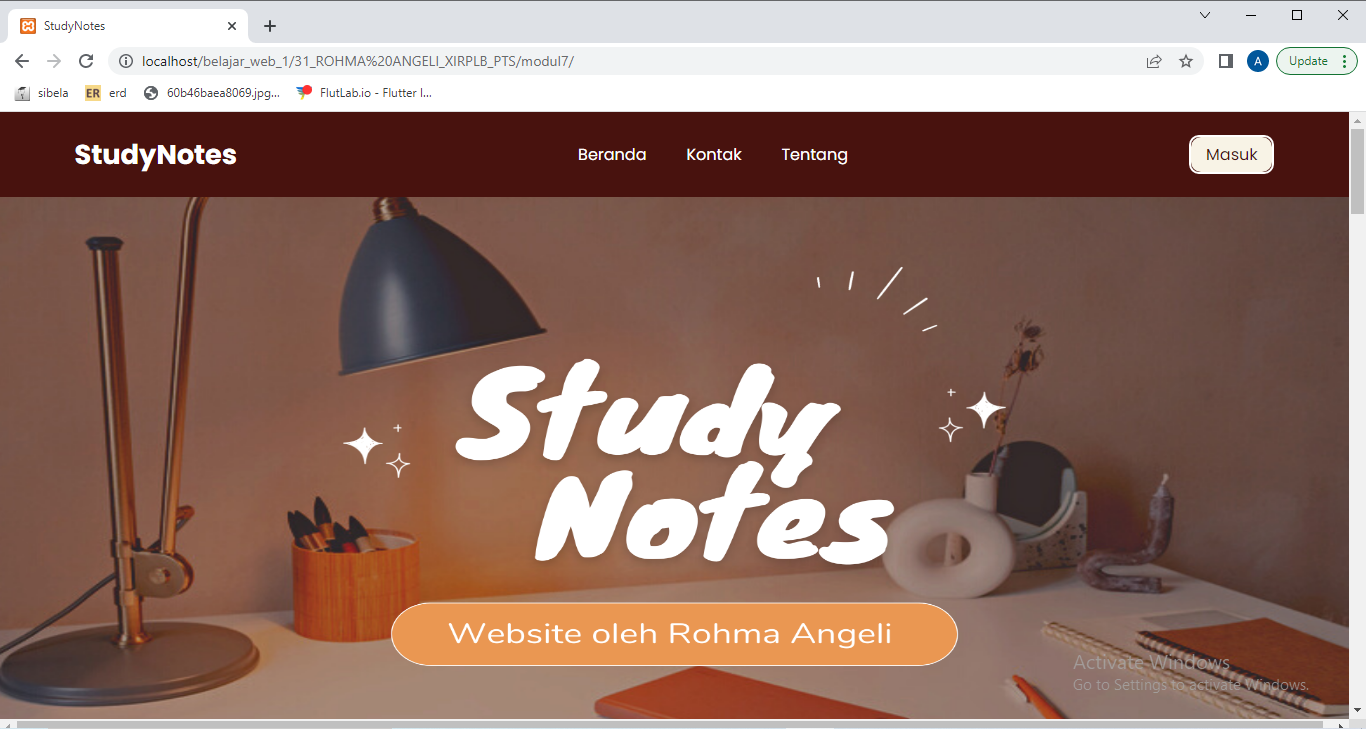 StudyNotes
localhost/belajar_web_1/31_ROHMA%20ANGELI_XIRPLB_PTS/modul7/
A
Update
sibela
ER erd
60b46baea8069.jpg...
FlutLab.io - Flutter I...
StudyNotes
Beranda
Kontak
Tentang
Masuk
Study
Notes
Website oleh Rohma Angeli
Activate Windows
Go to Settings to activate Windows.